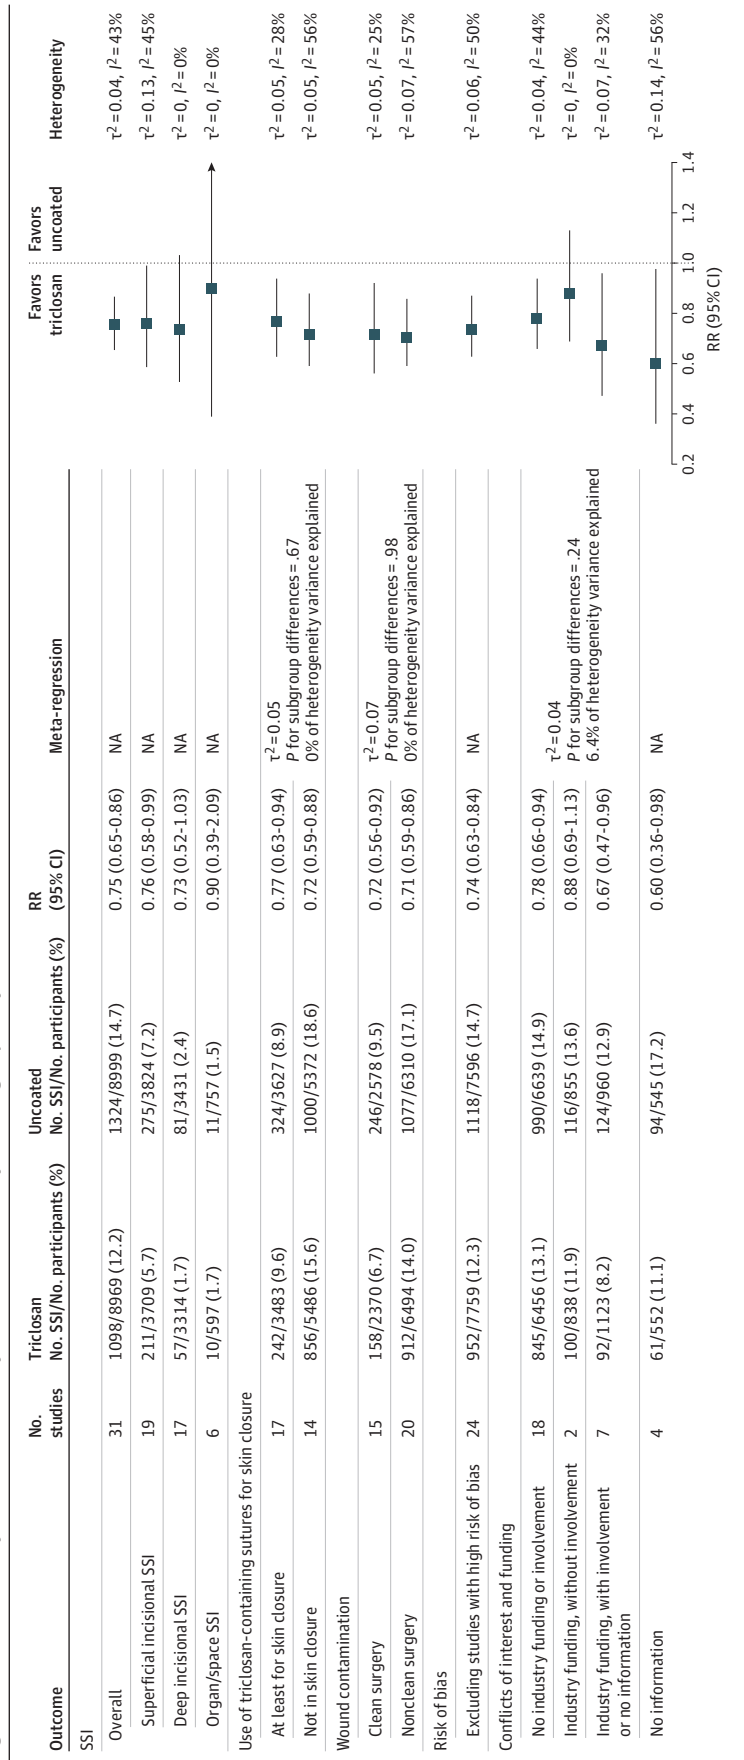 Outcome No. studies Triclosan No. SSI/No. participants (%) Uncoated No. SSI/No. participants (%) RR (95% CI) Meta-regression Favors triclosan Favors uncoated Heterogeneity
SSI
Overall 31 1098/8969 (12.2) 1324/8999 (14.7) 0.75 (0.65-0.86) NA τ²=0.04, I²=43%
Superficial incisional SSI 19 211/3709 (5.7) 275/3824 (7.2) 0.76 (0.58-0.99) NA τ²=0.13, I²=45%
Deep incisional SSI 17 57/3314 (1.7) 81/3431 (2.4) 0.73 (0.52-1.03) NA τ²=0, I²=0%
Organ/space SSI 6 10/597 (1.7) 11/757 (1.5) 0.90 (0.39-2.09) NA τ²=0, I²=0%
Use of triclosan-containing sutures for skin closure
At least for skin closure 17 242/3483 (9.6) 324/3627 (8.9) 0.77 (0.63-0.94) τ²=0.05 τ²=0.05, I²=28%
P for subgroup differences=.67
Not in skin closure 14 856/5486 (15.6) 1000/5372 (18.6) 0.72 (0.59-0.88) 0% of heterogeneity variance explained τ²=0.05, I²=56%
Wound contamination
Clean surgery 15 158/2370 (6.7) 246/2578 (9.5) 0.72 (0.56-0.92) τ²=0.07 τ²=0.05, I²=25%
P for subgroup differences=.98
Nonclean surgery 20 912/6494 (14.0) 1077/6310 (17.1) 0.71 (0.59-0.86) 0% of heterogeneity variance explained τ²=0.07, I²=57%
Risk of bias
Excluding studies with high risk of bias 24 952/7759 (12.3) 1118/7596 (14.7) 0.74 (0.63-0.84) NA τ²=0.06, I²=50%
Conflicts of interest and funding
No industry funding or involvement 18 845/6456 (13.1) 990/6639 (14.9) 0.78 (0.66-0.94) τ²=0.04, I²=44%
τ²=0.04
Industry funding, without involvement 2 100/838 (11.9) 116/855 (13.6) 0.88 (0.69-1.13) P for subgroup differences=.24 τ²=0, I²=0%
6.4% of heterogeneity variance explained
Industry funding, with involvement 7 92/1123 (8.2) 124/960 (12.9) 0.67 (0.47-0.96) τ²=0.07, I²=32%
or no information
No information 4 61/552 (11.1) 94/545 (17.2) 0.60 (0.36-0.98) NA τ²=0.14, I²=56%
0.2 0.4 0.6 0.8 1.0 1.2 1.4
RR (95% CI)